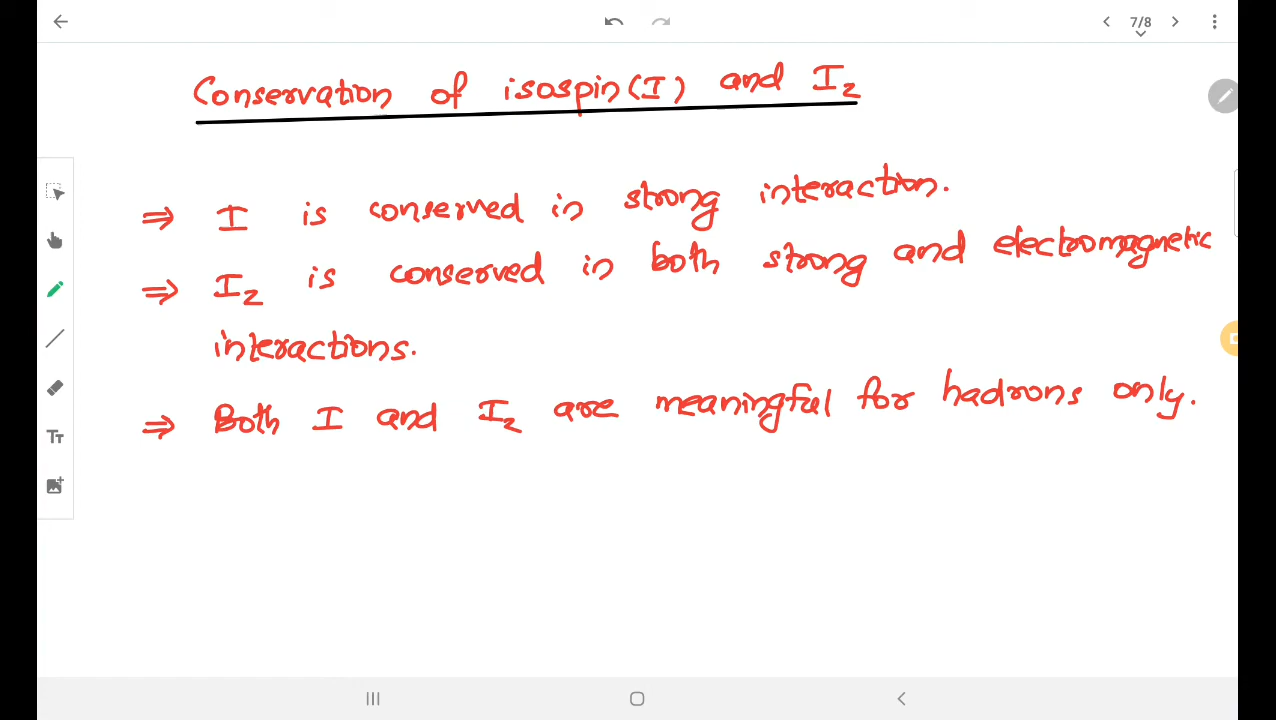 7/8
Conservation of isospin(I) and I_z
⇒ I is conserved in strong interaction.
⇒ I_z is conserved in both strong and electromagnetic
interactions.
⇒ Both I and I_z are meaningful for hadrons only.
Tт